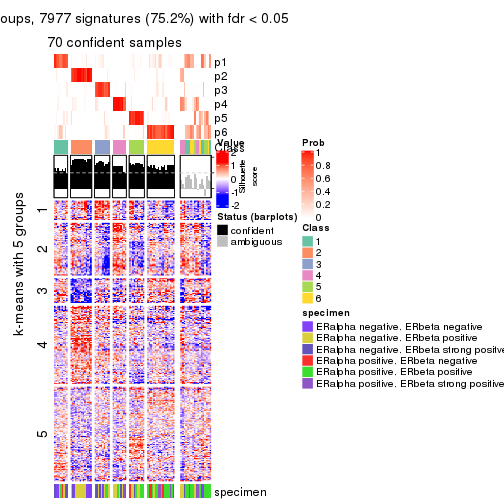 oups, 7977 signatures (75.2%) with fdr < 0.05
70 confident samples
p1
p2
p3
p4
p5
p6
Class
Silhouette
score
k-means with 5 groups
1
2
3
4
5
specimen
Value
2
1
0
-1
-2
Status (barplots)
confident
ambiguous
Prob
1
0.8
0.6
0.4
0.2
0
Class
1
2
3
4
5
6
specimen
ERalpha negative. ERbeta negative
ERalpha negative. ERbeta positive
ERalpha negative. ERbeta strong positive
ERalpha positive. ERbeta negative
ERalpha positive. ERbeta positive
ERalpha positive. ERbeta strong positive